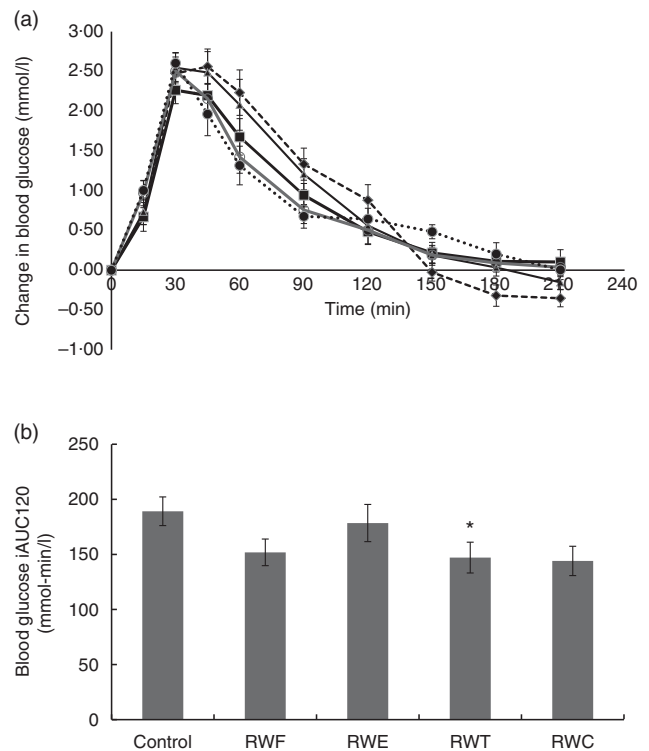 (a)
3·00
2·50
2·00
1·50
1·00
0·50
0·00
–0·50
–1·00
Change in blood glucose (mmol/l)
0 30 60 90 120 150 180 210 240
Time (min)
(b)
250
200
150
100
50
0
Blood glucose iAUC120
(mmol-min/l)
*
Control RWF RWE RWT RWC